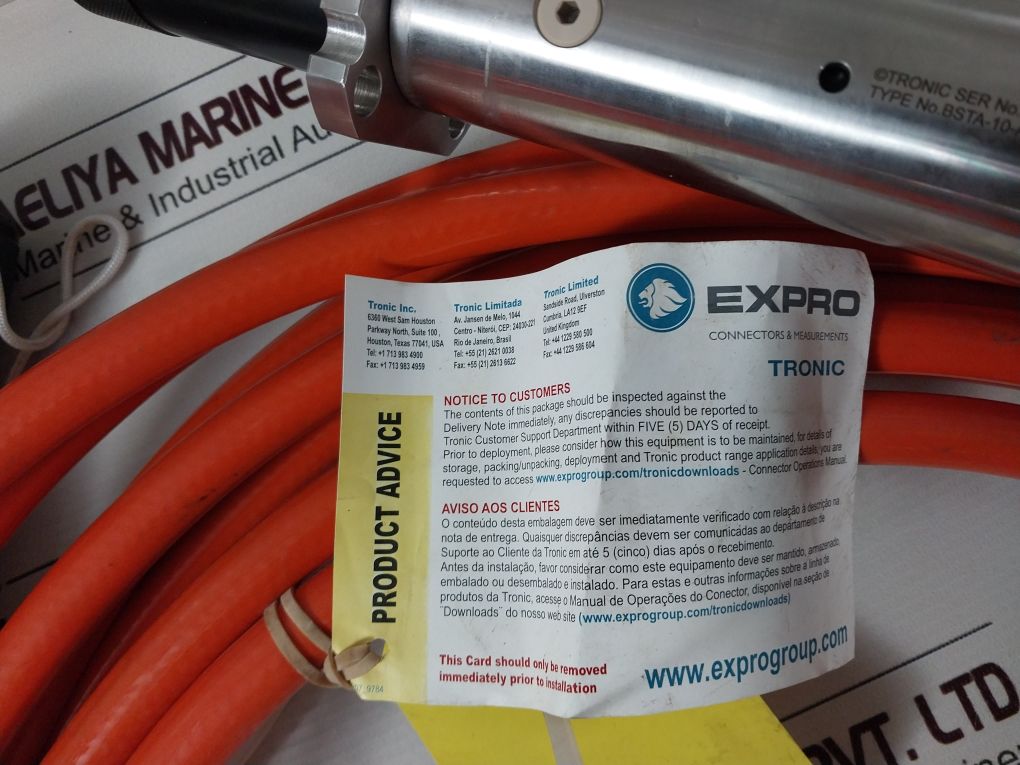 ©TRONIC SER No.
TYPE No.BSTA-10-
AELIYA MARINE
Marine & Industrial Au
Tronic Inc.
6360 West Sam Houston
Parkway North, Suite 100,
Houston, Texas 77041, USA
Tel: +1 713 983 4900
Fax: +1 713 983 4959
Tronic Limitada
Av. Jansen de Melo, 1044
Centro - Niterói, CEP: 24030-221
Rio de Janeiro, Brasil
Tel: +55 (21) 2621 0038
Fax: +55 (21) 2613 6622
Tronic Limited
Sandside Road, Ulverston
Cumbria, LA12 9EF
United Kingdom
Tel: +44 1229 580 500
Fax: +44 1229 586 604
EXPRO
CONNECTORS & MEASUREMENTS
TRONIC
PRODUCT ADVICE
NOTICE TO CUSTOMERS
The contents of this package should be inspected against the
Delivery Note immediately, any discrepancies should be reported to
Tronic Customer Support Department within FIVE (5) DAYS of receipt.
Prior to deployment, please consider how this equipment is to be maintained, for details of
storage, packing/unpacking, deployment and Tronic product range application details, you are
requested to access www.exprogroup.com/tronicdownloads - Connector Operations Manual.
AVISO AOS CLIENTES
O conteúdo desta embalagem deve ser imediatamente verificado com relação à descrição na
nota de entrega. Quaisquer discrepâncias devem ser comunicadas ao departamento de
Suporte ao Cliente da Tronic em até 5 (cinco) dias após o recebimento.
Antes da instalação, favor considerar como este equipamento deve ser mantido, armazenado,
embalado ou desembalado e instalado. Para estas e outras informações sobre a linha de
produtos da Tronic, acesse o Manual de Operações do Conector, disponível na seção de
¨Downloads¨ do nosso web site (www.exprogroup.com/tronicdownloads)
This Card should only be removed
immediately prior to installation
www.exprogroup.com
9784
PVT. LTD